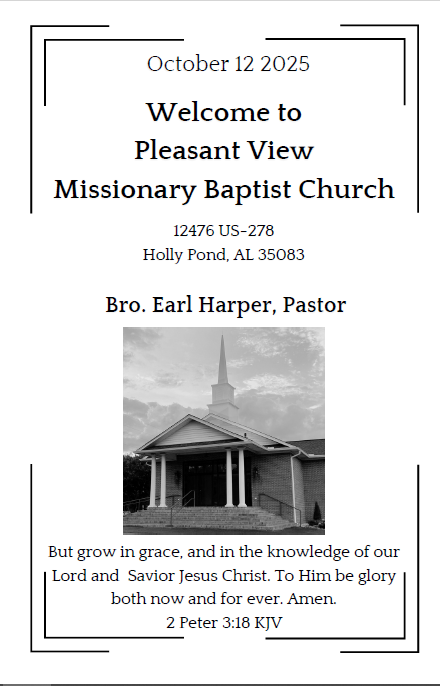 October 12 2025
Welcome to
Pleasant View
Missionary Baptist Church
12476 US-278
Holly Pond, AL 35083
Bro. Earl Harper, Pastor
But grow in grace, and in the knowledge of our
Lord and Savior Jesus Christ. To Him be glory
both now and for ever. Amen.
2 Peter 3:18 KJV